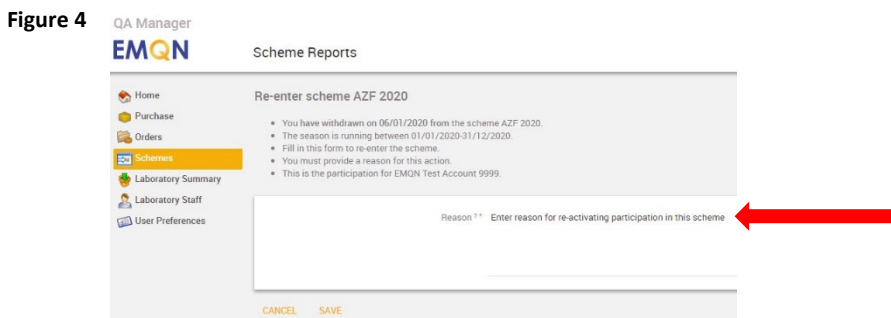 Figure 4
QA Manager
EMQN
Scheme Reports
Home
Purchase
Orders
Schemes
Laboratory Summary
Laboratory Staff
User Preferences
Re-enter scheme AZF 2020
• You have withdrawn on 06/01/2020 from the scheme AZF 2020.
• The season is running between 01/01/2020-31/12/2020.
• Fill in this form to re-enter the scheme.
• You must provide a reason for this action.
• This is the participation for EMQN Test Account 9999.
Reason ? * Enter reason for re-activating participation in this scheme
CANCEL SAVE